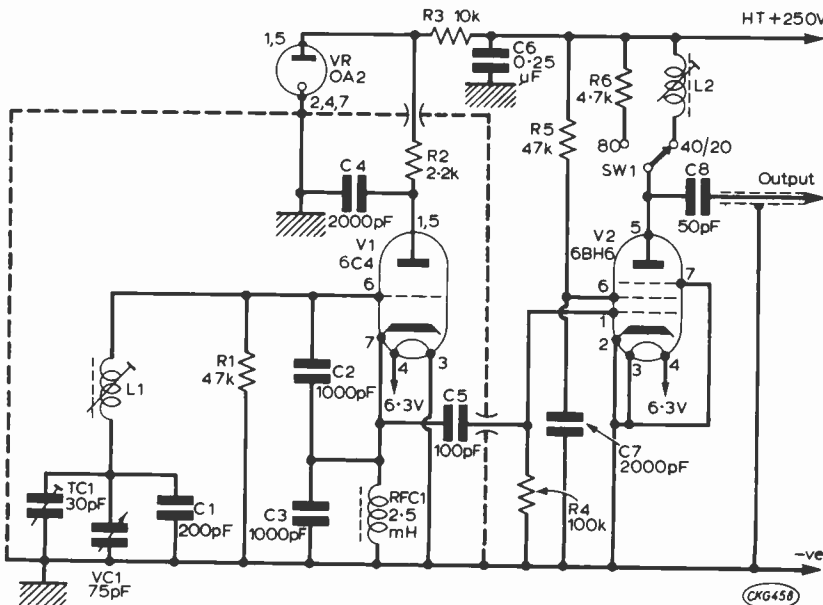 R3 10k
HT+250V
1,5
VR
OA2
C6
0·25
µF
2,4,7
R6
4·7k
L2
R5
47k
R2
2·2k
80
40/20
SW1
C4
2000pF
C8
Output
50pF
1,5
V1
6C4
5
V2
6BH6
6
7
6
1
7
2
4
3
3
4
R1
47k
L1
C2
1000pF
6·3V
C5
100pF
6·3V
C7
2000pF
TC1
30pF
C1
200pF
C3
1000pF
RFC1
2·5
mH
R4
100k
VC1
75pF
-ve
CKG458